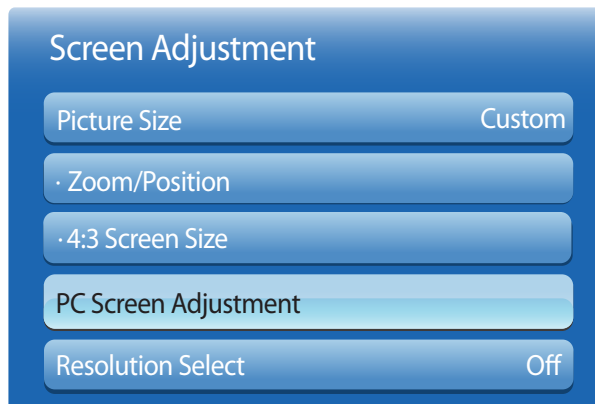 Screen Adjustment
Picture Size Custom
· Zoom/Position
· 4:3 Screen Size
PC Screen Adjustment
Resolution Select Off